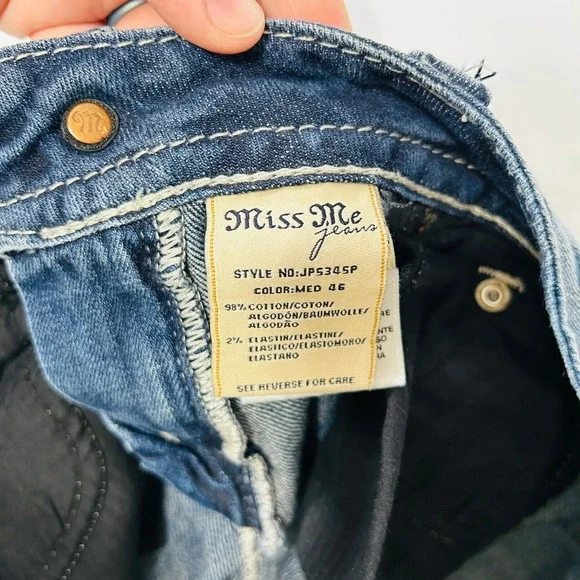 m
Miss Me
jeans
STYLE NO:JP5345P
COLOR:MED 46
98% COTTON/COTON/
ALGODÓN/BAUMWOLLE/
ALGODÃO
2% ELASTIN/ELASTINE/
ELASTICO/ELASTOMORO/
ELASTANO
SEE REVERSE FOR CARE